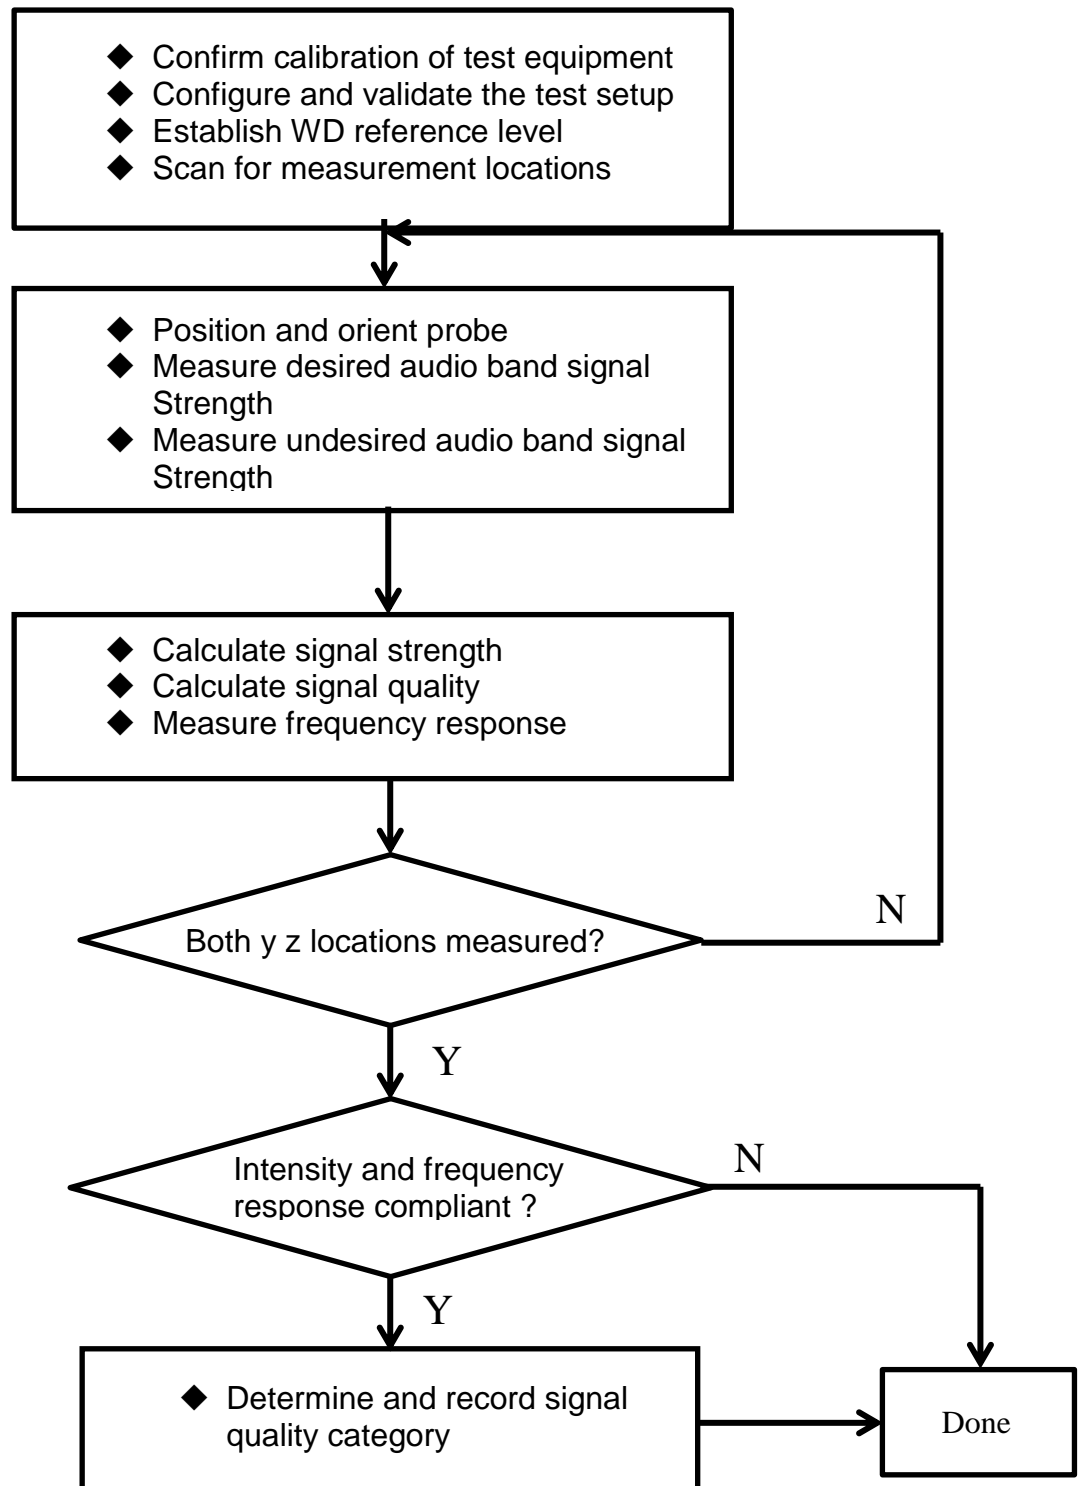 ◆ Confirm calibration of test equipment
◆ Configure and validate the test setup
◆ Establish WD reference level
◆ Scan for measurement locations
◆ Position and orient probe
◆ Measure desired audio band signal
Strength
◆ Measure undesired audio band signal
Strength
◆ Calculate signal strength
◆ Calculate signal quality
◆ Measure frequency response
Both y z locations measured?
N
Y
Intensity and frequency
response compliant ?
N
Y
◆ Determine and record signal
quality category
Done